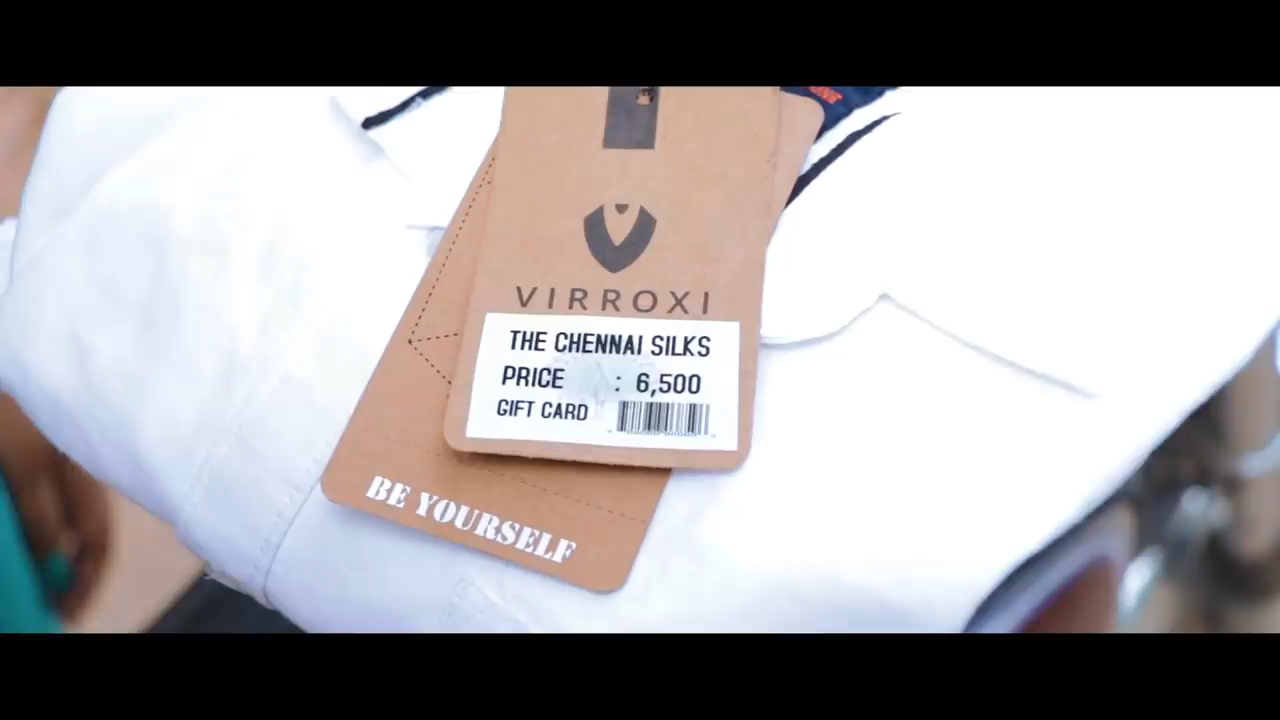 VIRROXI
THE CHENNAI SILKS
PRICE : 6,500
GIFT CARD
BE YOURSELF